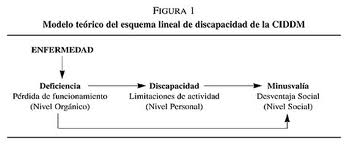 FIGURA 1
Modelo teórico del esquema lineal de discapacidad de la CIDDM
ENFERMEDAD
Deficiencia Discapacidad Minusvalía
Pérdida de funcionamiento Limitaciones de actividad Desventaja Social
(Nivel Orgánico) (Nivel Personal) (Nivel Social)